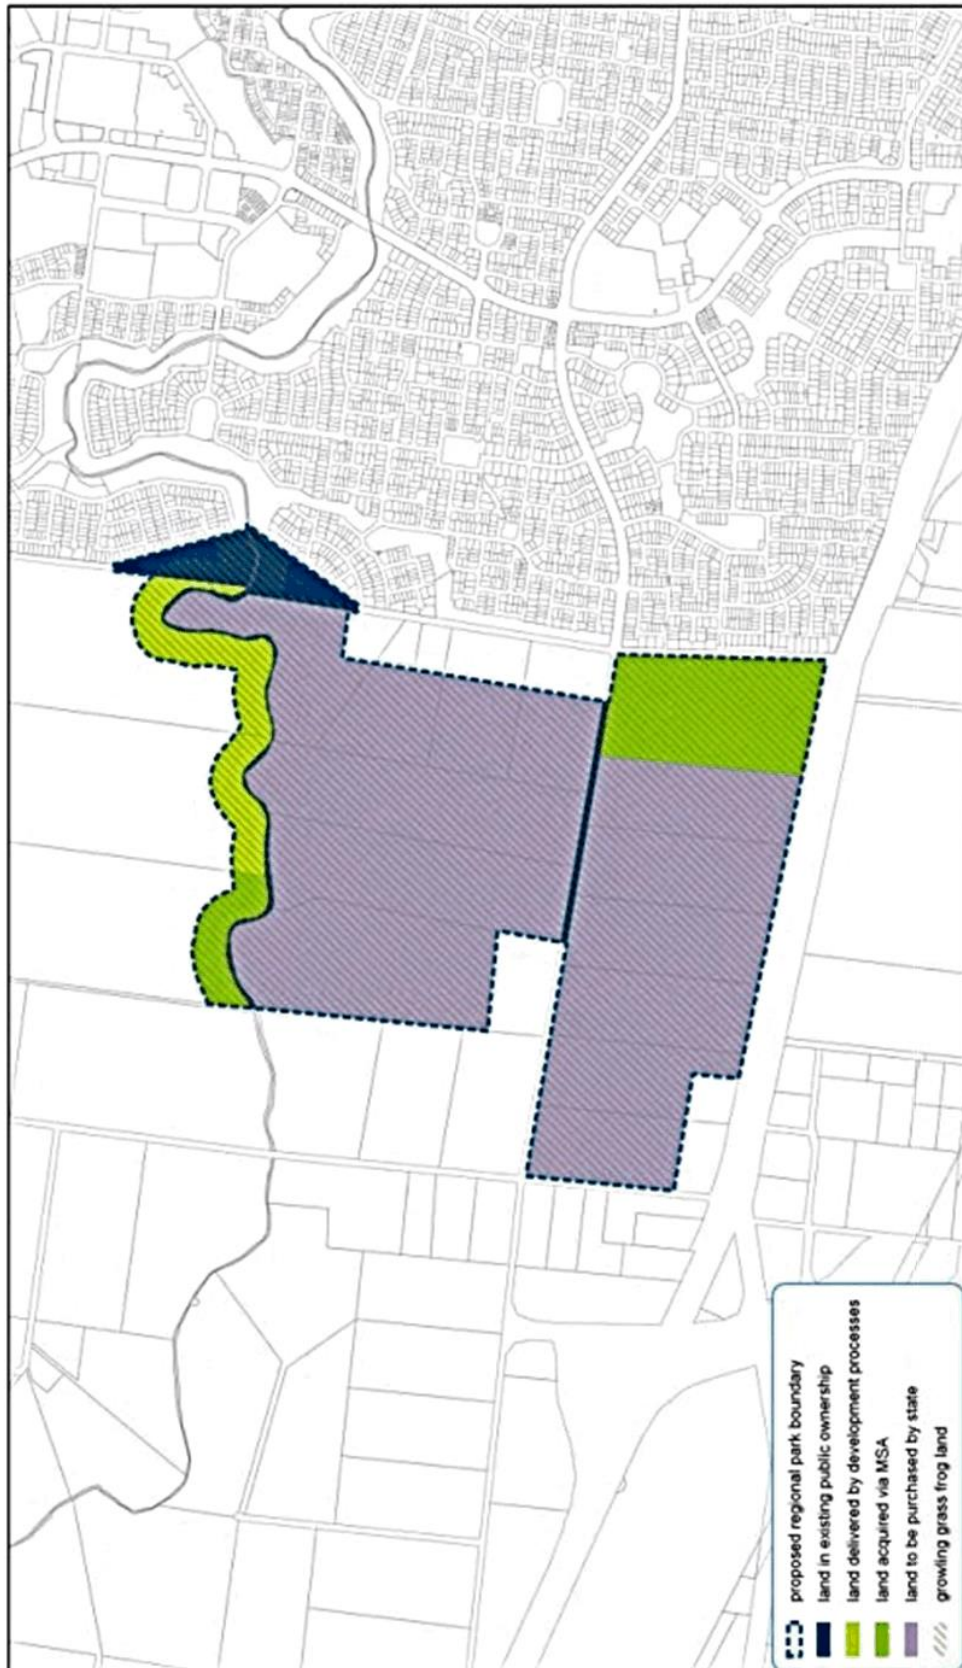 proposed regional park boundary
land in existing public ownership
land delivered by development processes
land acquired via MSA
land to be purchased by state
growling grass frog land